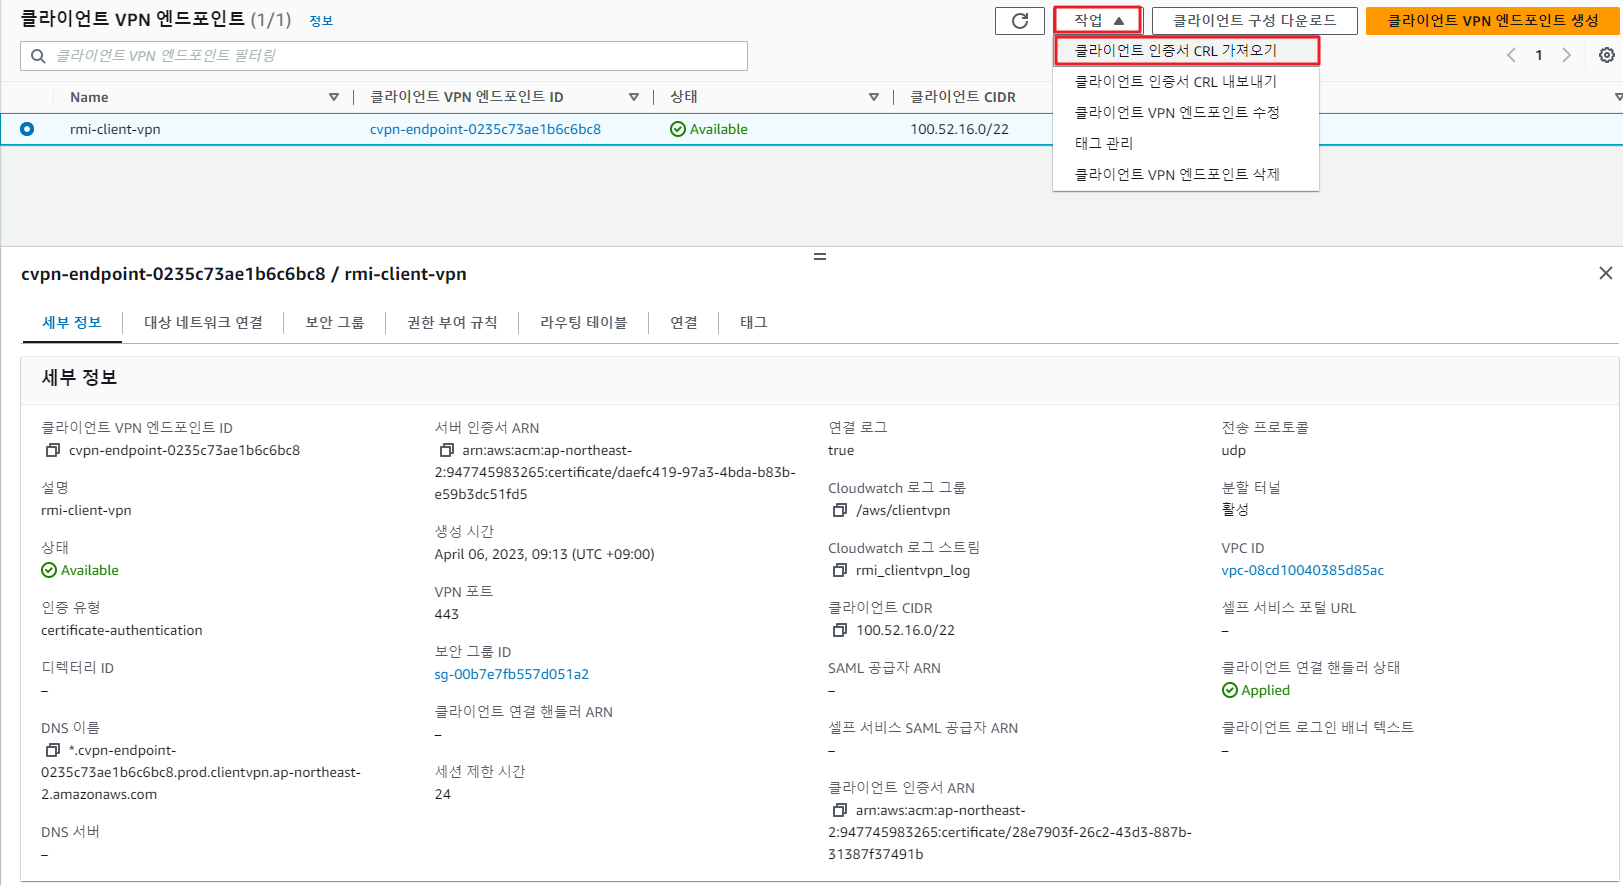 클라이언트 VPN 엔드포인트 (1/1) 정보
작업 ▲
클라이언트 구성 다운로드
클라이언트 VPN 엔드포인트 생성
클라이언트 VPN 엔드포인트 필터링
1
클라이언트 인증서 CRL 가져오기
클라이언트 인증서 CRL 내보내기
클라이언트 VPN 엔드포인트 수정
태그 관리
클라이언트 VPN 엔드포인트 삭제
Name
클라이언트 VPN 엔드포인트 ID
상태
클라이언트 CIDR
rmi-client-vpn
cvpn-endpoint-0235c73ae1b6c6bc8
Available
100.52.16.0/22
cvpn-endpoint-0235c73ae1b6c6bc8 / rmi-client-vpn
세부 정보
대상 네트워크 연결
보안 그룹
권한 부여 규칙
라우팅 테이블
연결
태그
세부 정보
클라이언트 VPN 엔드포인트 ID
cvpn-endpoint-0235c73ae1b6c6bc8
설명
rmi-client-vpn
상태
Available
인증 유형
certificate-authentication
디렉터리 ID
–
DNS 이름
*.cvpn-endpoint-
0235c73ae1b6c6bc8.prod.clientvpn.ap-northeast-
2.amazonaws.com
DNS 서버
–
서버 인증서 ARN
arn:aws:acm:ap-northeast-
2:947745983265:certificate/daefc419-97a3-4bda-b83b-
e59b3dc51fd5
생성 시간
April 06, 2023, 09:13 (UTC +09:00)
VPN 포트
443
보안 그룹 ID
sg-00b7e7fb557d051a2
클라이언트 연결 핸들러 ARN
–
세션 제한 시간
24
연결 로그
true
Cloudwatch 로그 그룹
/aws/clientvpn
Cloudwatch 로그 스트림
rmi_clientvpn_log
클라이언트 CIDR
100.52.16.0/22
SAML 공급자 ARN
–
셀프 서비스 SAML 공급자 ARN
–
클라이언트 인증서 ARN
arn:aws:acm:ap-northeast-
2:947745983265:certificate/28e7903f-26c2-43d3-887b-
31387f37491b
전송 프로토콜
udp
분할 터널
활성
VPC ID
vpc-08cd10040385d85ac
셀프 서비스 포털 URL
–
클라이언트 연결 핸들러 상태
Applied
클라이언트 로그인 배너 텍스트
–